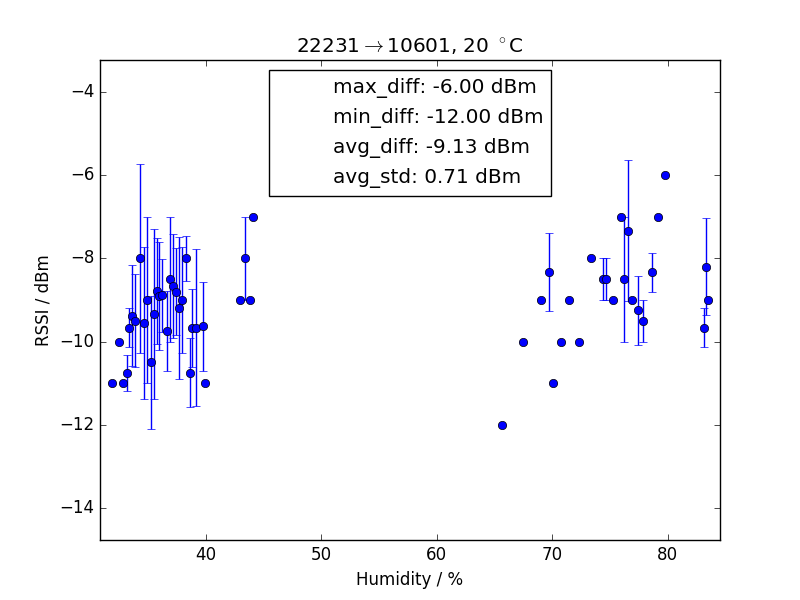 22231→10601, 20 °C
max_diff: -6.00 dBm
min_diff: -12.00 dBm
avg_diff: -9.13 dBm
avg_std: 0.71 dBm
RSSI / dBm
−4
−6
−8
−10
−12
−14
40 50 60 70 80
Humidity / %